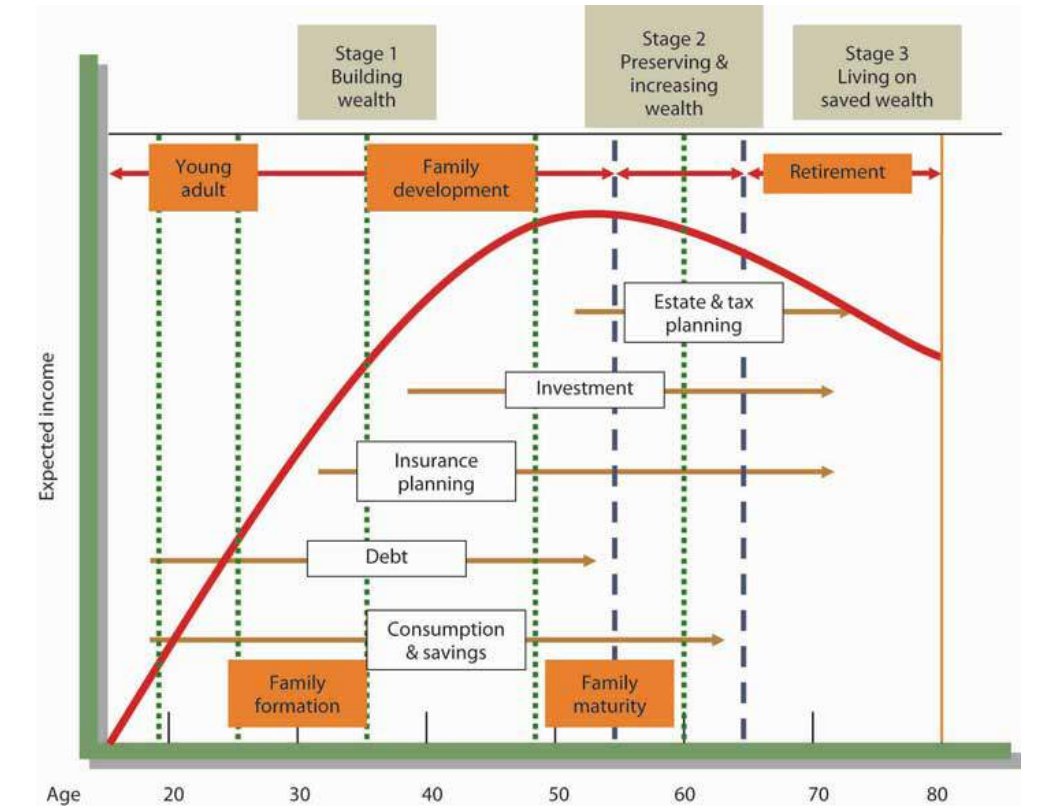 Stage 1
Building
wealth
Stage 2
Preserving &
increasing
wealth
Stage 3
Living on
saved wealth
Young
adult
Family
development
Retirement
Estate & tax
planning
Investment
Insurance
planning
Debt
Consumption
& savings
Family
formation
Family
maturity
Expected income
Age 20 30 40 50 60 70 80